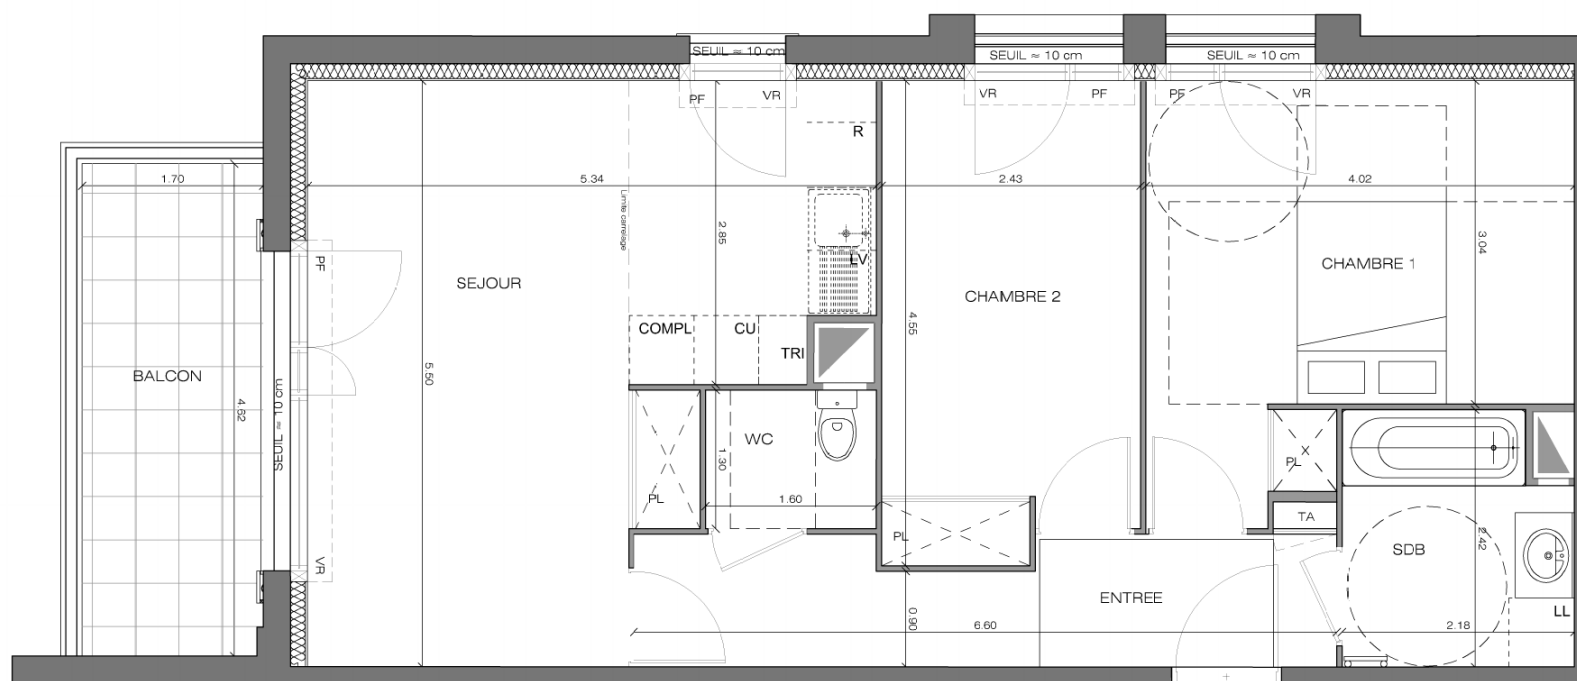 SEUIL ≈ 10 cm
SEUIL ≈ 10 cm
SEUIL ≈ 10 cm
PF
VR
VR
PF
PF
VR
R
1.70
5.34
2.43
4.02
Limite carrelage
2.85
3.04
LV
PF
SEJOUR
CHAMBRE 2
CHAMBRE 1
4.55
COMPL
CU
TRI
BALCON
5.50
4.62
SEUIL ≈ 10 cm
WC
1.30
PL
1.60
PL
PL
TA
2.42
SDB
VR
ENTREE
LL
0.90
6.60
2.18